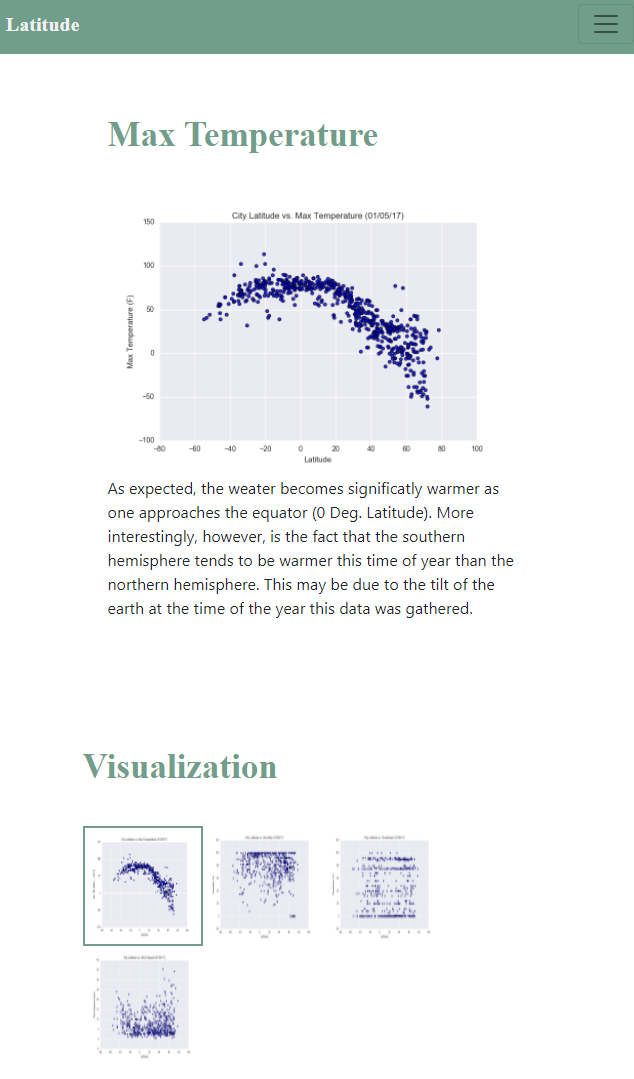 Latitude
Max Temperature
City Latitude vs. Max Temperature (01/05/17)
150
100
50
0
−50
−100
Max Temperature (F)
−80 −60 −40 −20 0 20 40 60 80 100
Latitude
As expected, the weater becomes significatly warmer as
one approaches the equator (0 Deg. Latitude). More
interestingly, however, is the fact that the southern
hemisphere tends to be warmer this time of year than the
northern hemisphere. This may be due to the tilt of the
earth at the time of the year this data was gathered.
Visualization